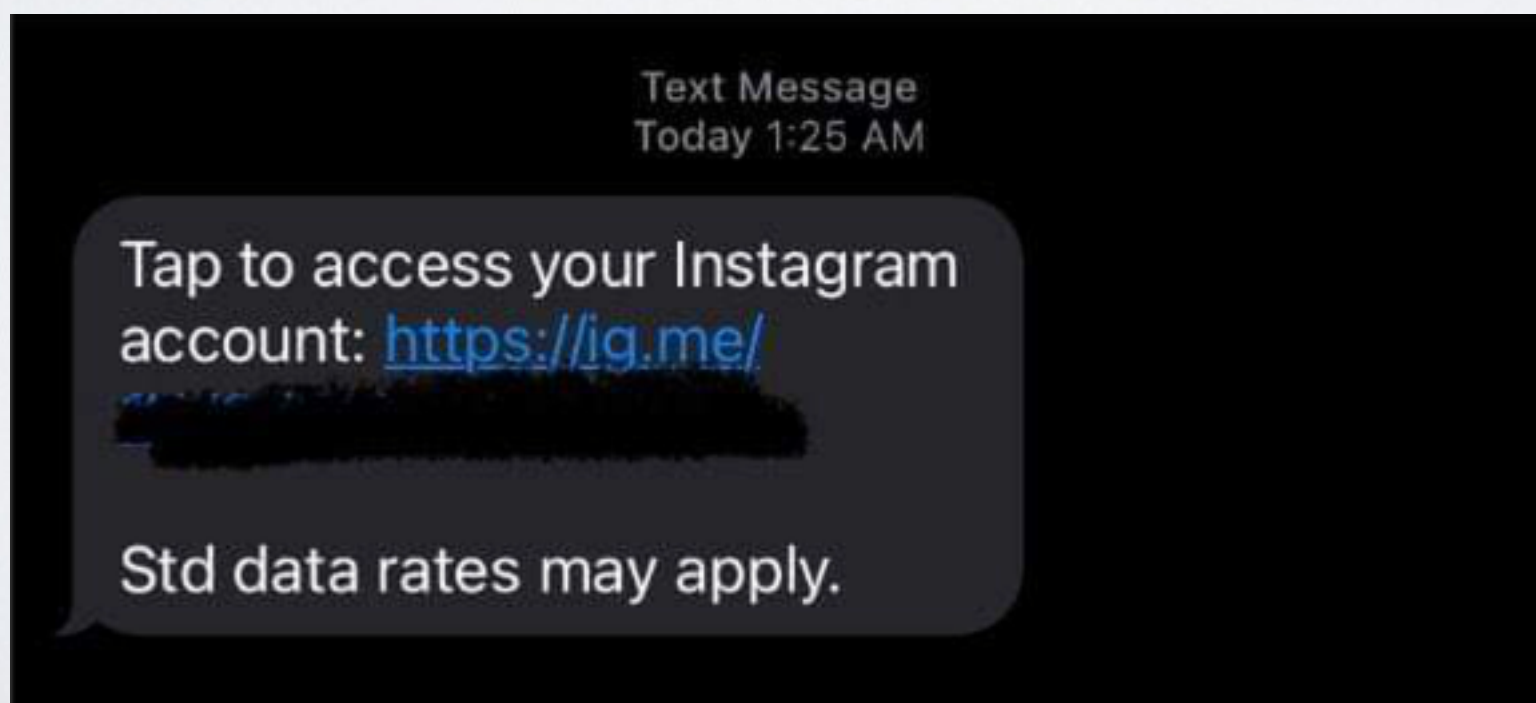 Text Message
Today 1:25 AM
Tap to access your Instagram
account: https://ig.me/
Std data rates may apply.